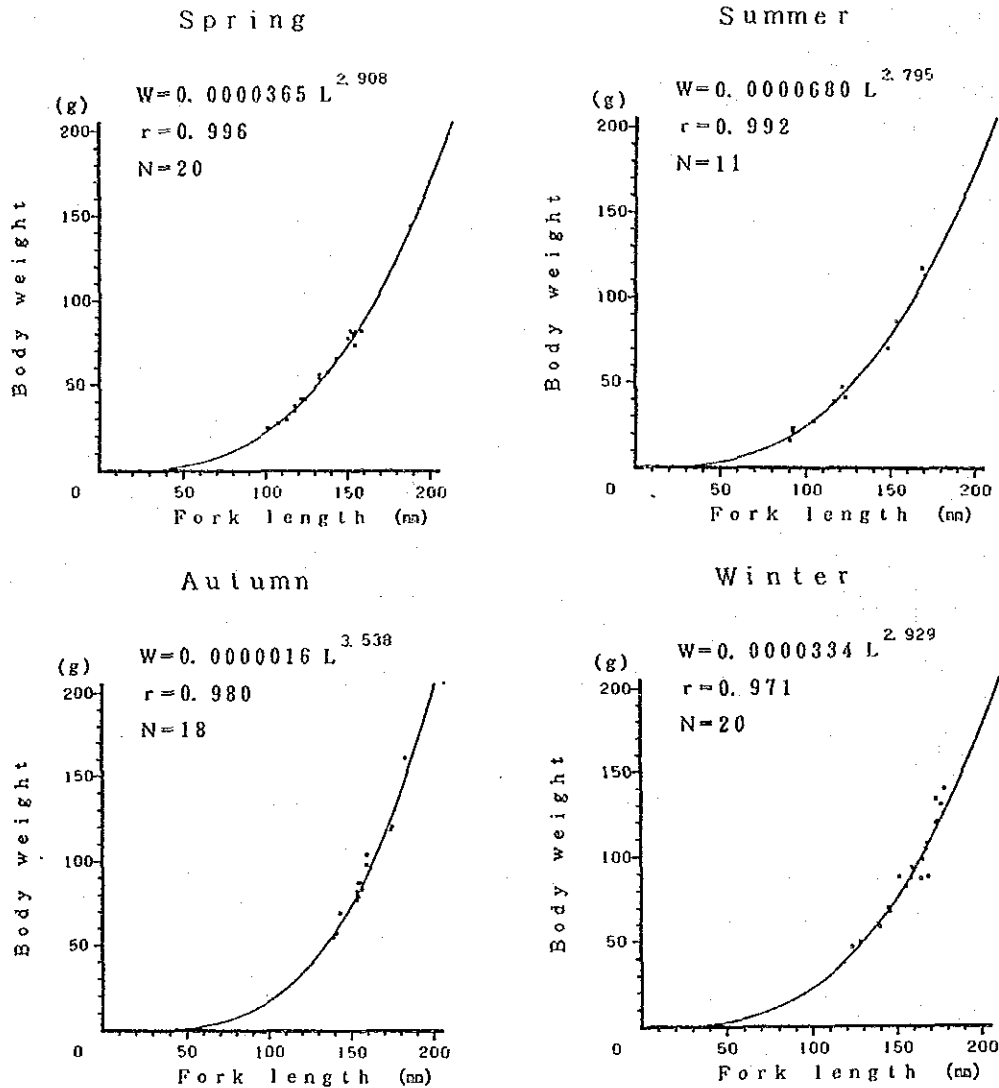 Spring
W=0.0000365 L^2.908
(g)
r=0.996
N=20
200
150
100
50
0
Body weight
50 100 150 200
Fork length (mm)
Summer
W=0.0000680 L^2.795
(g)
r=0.992
N=11
200
150
100
50
0
Body weight
50 100 150 200
Fork length (mm)
Autumn
W=0.0000016 L^3.538
(g)
r=0.980
N=18
200
150
100
50
0
Body weight
50 100 150 200
Fork length (mm)
Winter
W=0.0000334 L^2.929
(g)
r=0.971
N=20
200
150
100
50
0
Body weight
50 100 150 200
Fork length (mm)